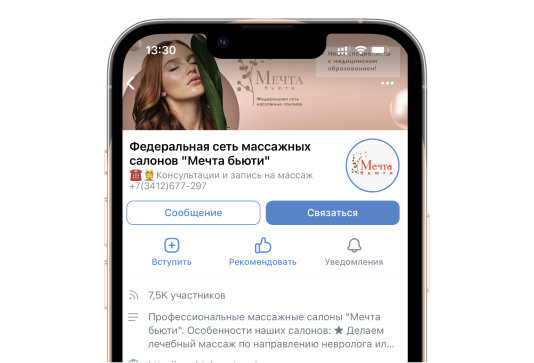 13:30
с медицинским
образованием!
Мечта
бьюти
Федеральная сеть
массажных салонов
Федеральная сеть массажных
салонов "Мечта бьюти"
Консультации и запись на массаж
+7(3412)677-297
Мечта
бьюти
Сообщение
Связаться
Вступить
Рекомендовать
Уведомления
7,5K участников
Профессиональные массажные салоны "Мечта
бьюти". Особенности наших салонов: ★ Делаем
лечебный массаж по направлению невролога ил...